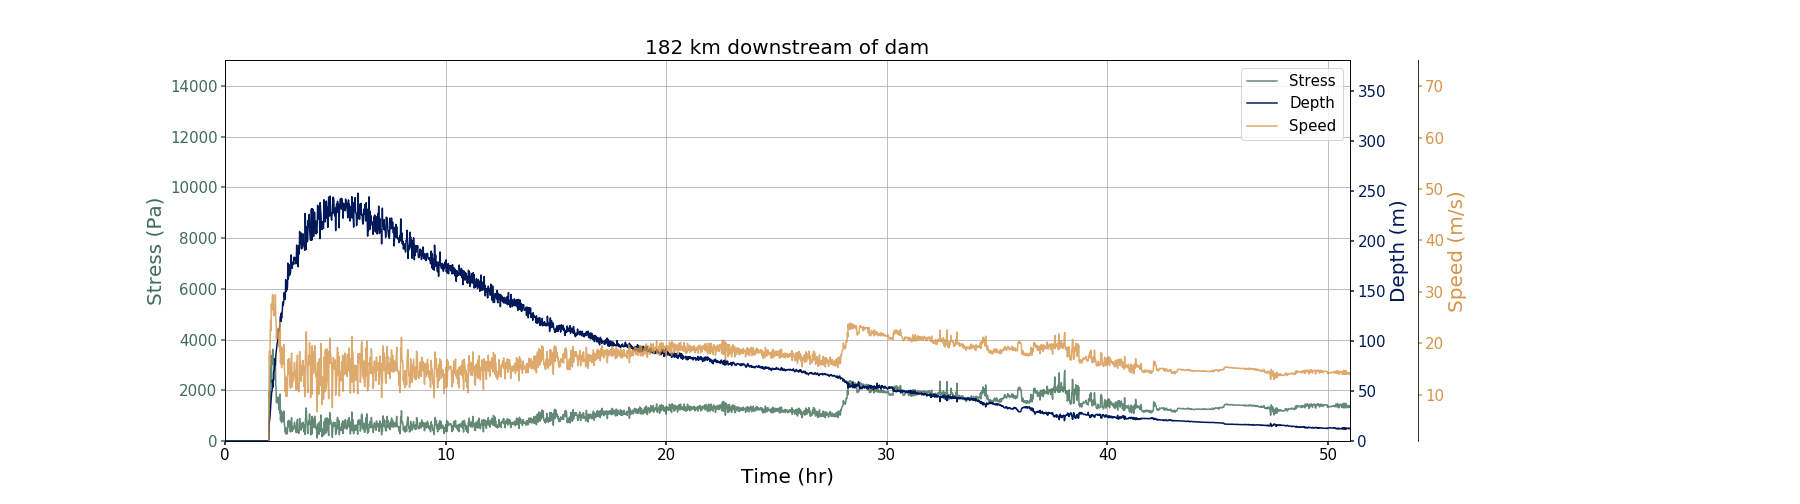 182 km downstream of dam
Stress
Depth
Speed
14000
12000
10000
8000
6000
4000
2000
0
Stress (Pa)
350
300
250
200
150
100
50
0
Depth (m)
70
60
50
40
30
20
10
Speed (m/s)
0 10 20 30 40 50
Time (hr)